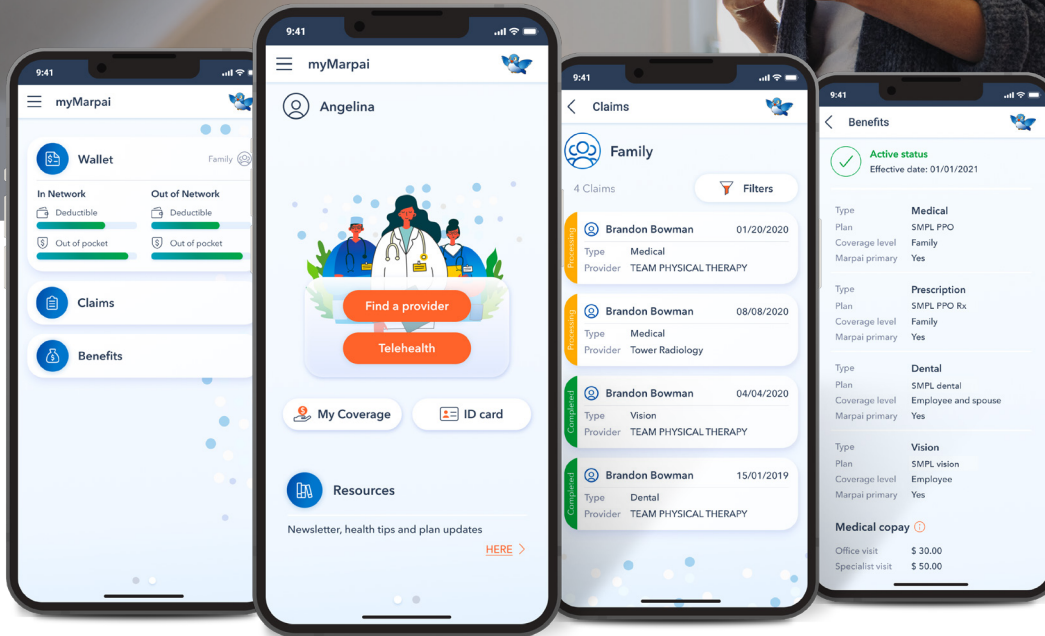 9:41
myMarpai
Wallet
Family
In Network
Out of Network
Deductible
Deductible
Out of pocket
Out of pocket
Claims
Benefits
9:41
myMarpai
Angelina
Find a provider
Telehealth
My Coverage
ID card
Resources
Newsletter, health tips and plan updates
HERE >
9:41
Claims
Family
4 Claims
Filters
Processing
Brandon Bowman 01/20/2020
Type Medical
Provider TEAM PHYSICAL THERAPY
Processing
Brandon Bowman 08/08/2020
Type Medical
Provider Tower Radiology
Completed
Brandon Bowman 04/04/2020
Type Vision
Provider TEAM PHYSICAL THERAPY
Completed
Brandon Bowman 15/01/2019
Type Dental
Provider TEAM PHYSICAL THERAPY
9:41
Benefits
Active
status
Effective date: 01/01/2021
Type Medical
Plan SMPL PPO
Coverage level Family
Marpai primary Yes
Type Prescription
Plan SMPL PPO Rx
Coverage level Family
Marpai primary Yes
Type Dental
Plan SMPL dental
Coverage level Employee and spouse
Marpai primary Yes
Type Vision
Plan SMPL vision
Coverage level Employee
Marpai primary Yes
Medical copay
Office visit $ 30.00
Specialist visit $ 50.00